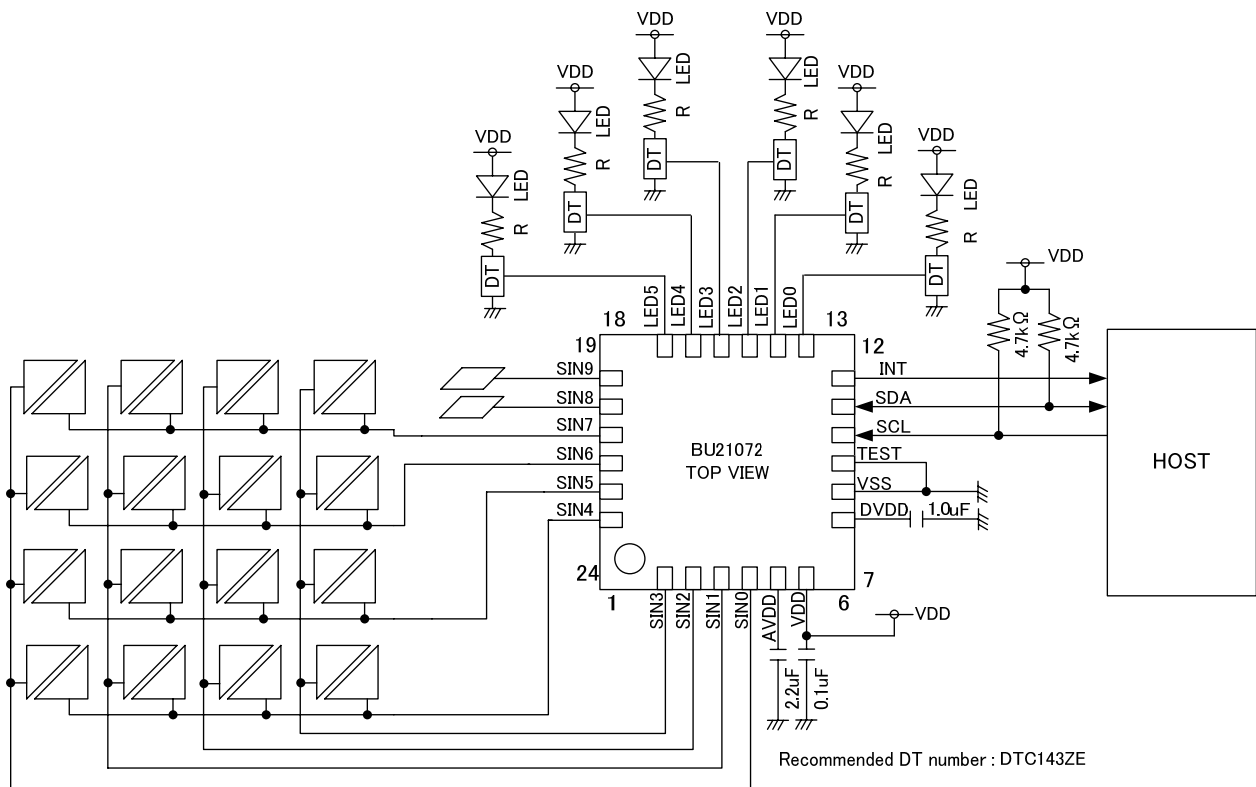 VDD
LED
R
DT
VDD
LED
R
DT
VDD
LED
R
DT
VDD
LED
R
DT
VDD
LED
R
DT
VDD
LED
R
DT
LED5
LED4
LED3
LED2
LED1
LED0
18
13
19
12
SIN9
SIN8
SIN7
SIN6
SIN5
SIN4
BU21072
TOP VIEW
INT
SDA
SCL
TEST
VSS
DVDD
1.0uF
VDD
4.7kΩ
4.7kΩ
HOST
24
1
7
6
SIN3
SIN2
SIN1
SIN0
AVDD
VDD
VDD
2.2uF
0.1uF
Recommended DT number : DTC143ZE